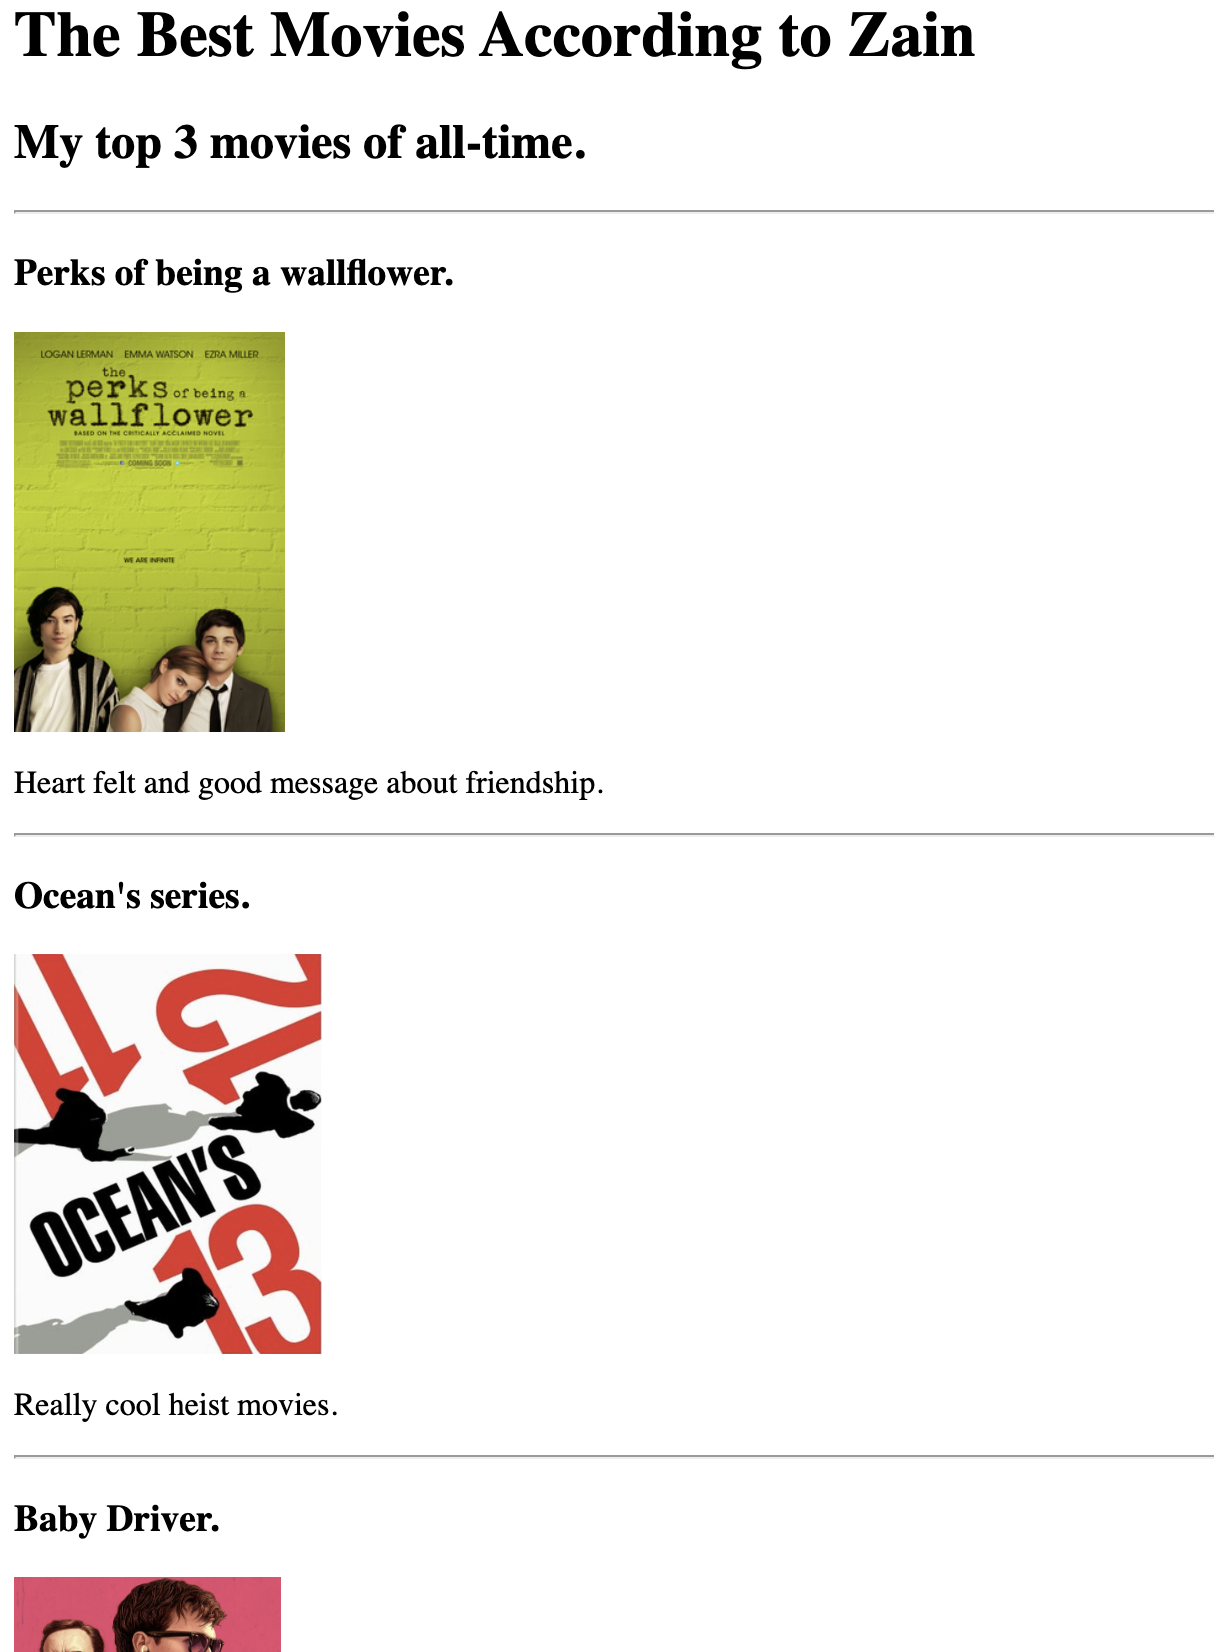 The Best Movies According to Zain
My top 3 movies of all-time.
Perks of being a wallflower.
LOGAN LERMAN EMMA WATSON EZRA MILLER
the
perks of being a
wallflower
BASED ON THE CRITICALLY ACCLAIMED NOVEL
COMING SOON
WE ARE INFINITE
Heart felt and good message about friendship.
Ocean's series.
11 12
OCEAN'S
13
Really cool heist movies.
Baby Driver.